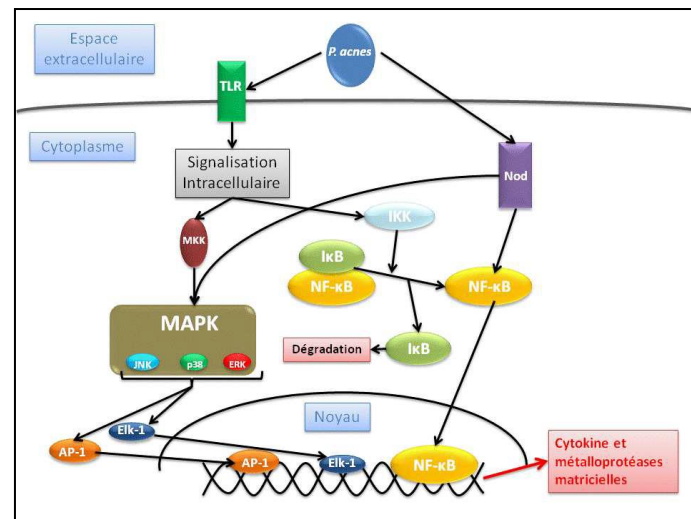 Espace
extracellulaire
P. acnes
TLR
Cytoplasme
Signalisation
Intracellulaire
Nod
MKK
IKK
IκB
NF-κB
NF-κB
MAPK
JNK
p38
ERK
Dégradation
IκB
Noyau
Elk-1
AP-1
AP-1
Elk-1
NF-κB
Cytokine et
métalloprotéases
matricielles